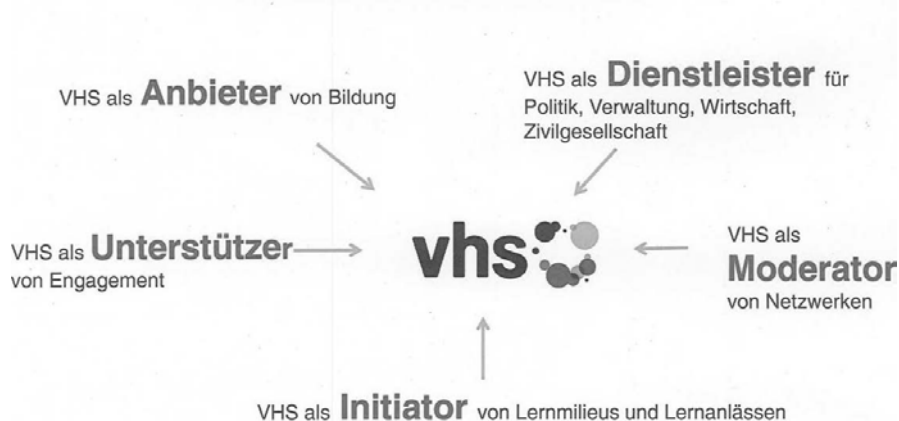 VHS als Anbieter von Bildung
VHS als Dienstleister für
Politik, Verwaltung, Wirtschaft,
Zivilgesellschaft
VHS als Unterstützer
von Engagement
vhs
VHS als
Moderator
von Netzwerken
VHS als Initiator von Lernmilieus und Lernanlässen